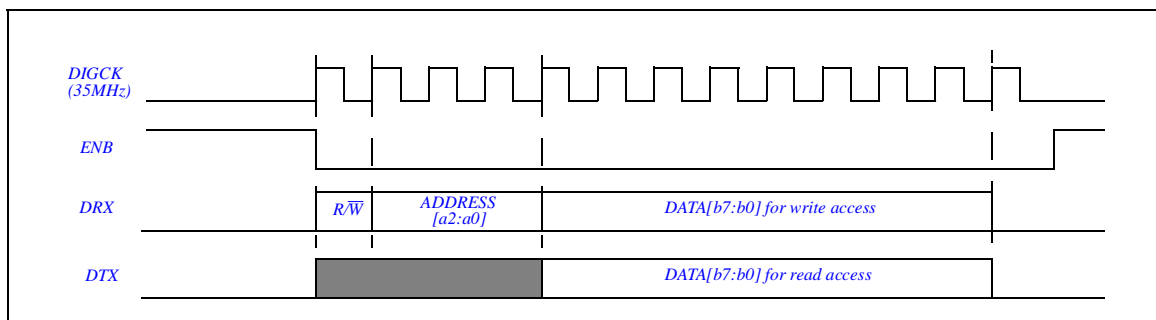 DIGCK
(35MHz)
ENB
DRX
R/W̅
ADDRESS
[a2:a0]
DATA[b7:b0] for write access
DTX
DATA[b7:b0] for read access